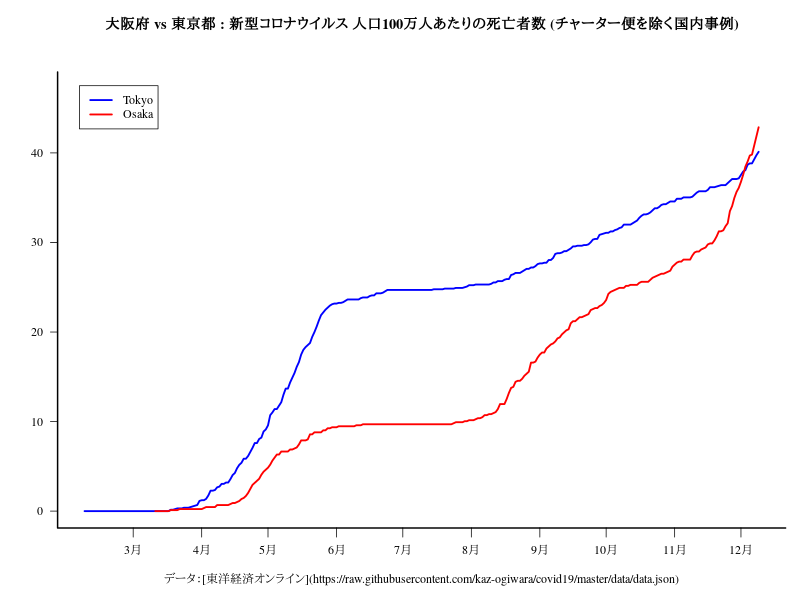 大阪府 vs 東京都 : 新型コロナウイルス 人口100万人あたりの死亡者数 (チャーター便を除く国内事例)
Tokyo
Osaka
40
30
20
10
0
3月 4月 5月 6月 7月 8月 9月 10月 11月 12月
データ : [東洋経済オンライン](https://raw.githubusercontent.com/kaz-ogiwara/covid19/master/data/data.json)